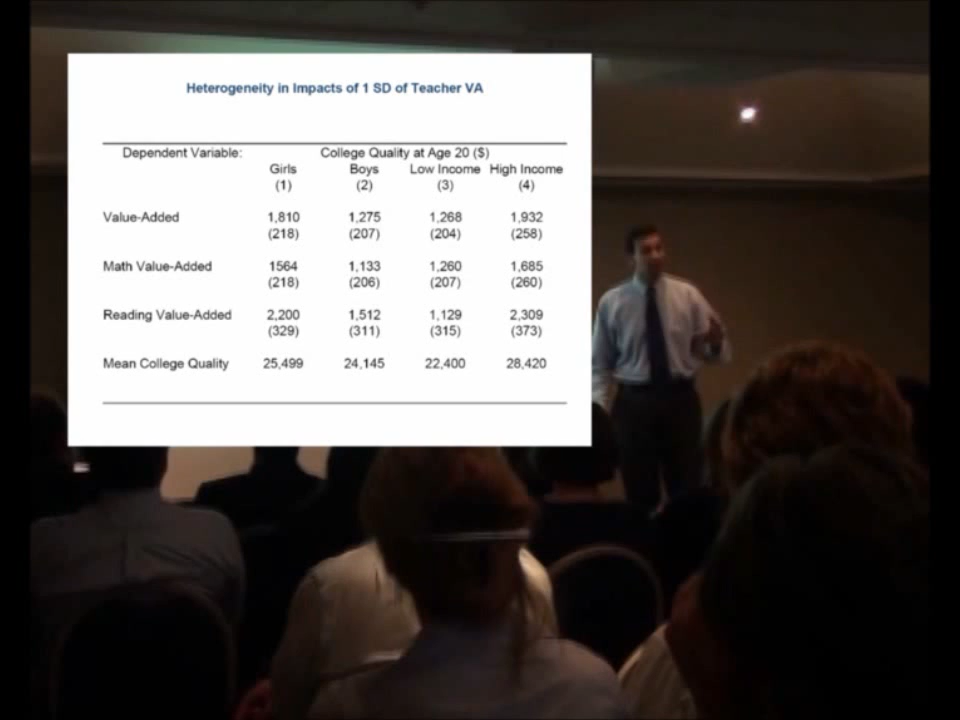 Heterogeneity in Impacts of 1 SD of Teacher VA
Dependent Variable: College Quality at Age 20 ($)
Girls Boys Low Income High Income
(1) (2) (3) (4)
Value-Added 1,810 1,275 1,268 1,932
(218) (207) (204) (258)
Math Value-Added 1564 1,133 1,260 1,685
(218) (206) (207) (260)
Reading Value-Added 2,200 1,512 1,129 2,309
(329) (311) (315) (373)
Mean College Quality 25,499 24,145 22,400 28,420